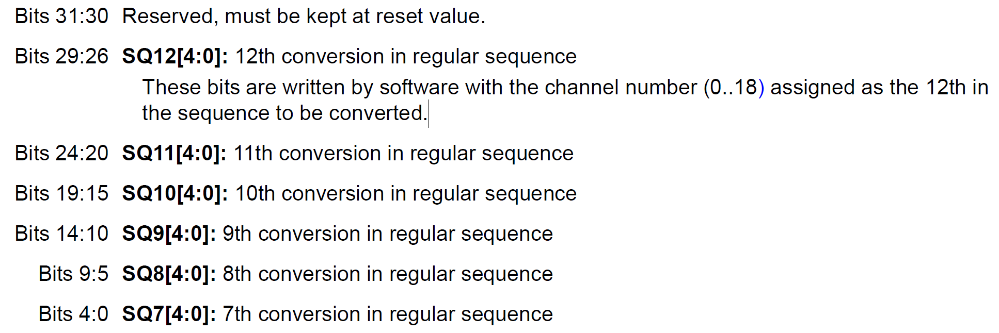 Bits 31:30 Reserved, must be kept at reset value.
Bits 29:26 SQ12[4:0]: 12th conversion in regular sequence
These bits are written by software with the channel number (0..18) assigned as the 12th in
the sequence to be converted.
Bits 24:20 SQ11[4:0]: 11th conversion in regular sequence
Bits 19:15 SQ10[4:0]: 10th conversion in regular sequence
Bits 14:10 SQ9[4:0]: 9th conversion in regular sequence
Bits 9:5 SQ8[4:0]: 8th conversion in regular sequence
Bits 4:0 SQ7[4:0]: 7th conversion in regular sequence